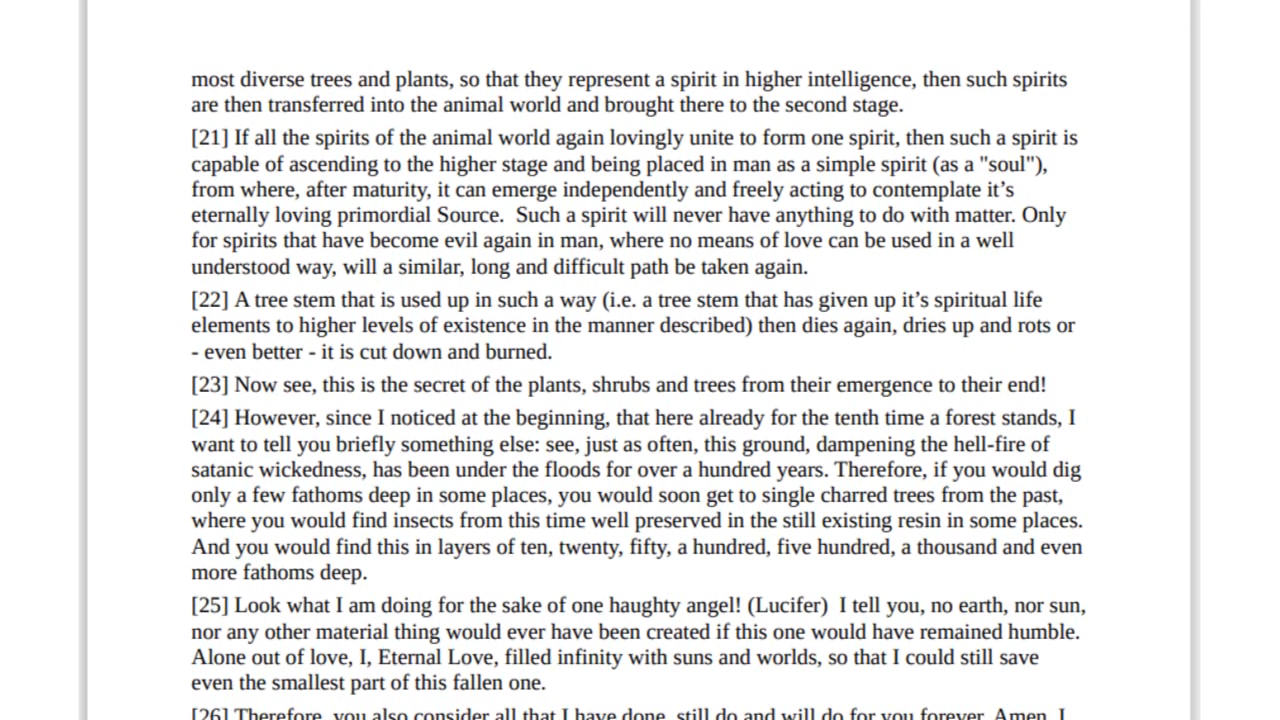 most diverse trees and plants, so that they represent a spirit in higher intelligence, then such spirits
are then transferred into the animal world and brought there to the second stage.
[21] If all the spirits of the animal world again lovingly unite to form one spirit, then such a spirit is
capable of ascending to the higher stage and being placed in man as a simple spirit (as a "soul"),
from where, after maturity, it can emerge independently and freely acting to contemplate it’s
eternally loving primordial Source.  Such a spirit will never have anything to do with matter. Only
for spirits that have become evil again in man, where no means of love can be used in a well
understood way, will a similar, long and difficult path be taken again.
[22] A tree stem that is used up in such a way (i.e. a tree stem that has given up it’s spiritual life
elements to higher levels of existence in the manner described) then dies again, dries up and rots or
- even better - it is cut down and burned.
[23] Now see, this is the secret of the plants, shrubs and trees from their emergence to their end!
[24] However, since I noticed at the beginning, that here already for the tenth time a forest stands, I
want to tell you briefly something else: see, just as often, this ground, dampening the hell-fire of
satanic wickedness, has been under the floods for over a hundred years. Therefore, if you would dig
only a few fathoms deep in some places, you would soon get to single charred trees from the past,
where you would find insects from this time well preserved in the still existing resin in some places.
And you would find this in layers of ten, twenty, fifty, a hundred, five hundred, a thousand and even
more fathoms deep.
[25] Look what I am doing for the sake of one haughty angel! (Lucifer)  I tell you, no earth, nor sun,
nor any other material thing would ever have been created if this one would have remained humble.
Alone out of love, I, Eternal Love, filled infinity with suns and worlds, so that I could still save
even the smallest part of this fallen one.
[26] Therefore, you also consider all that I have done, still do and will do for you forever. Amen. I